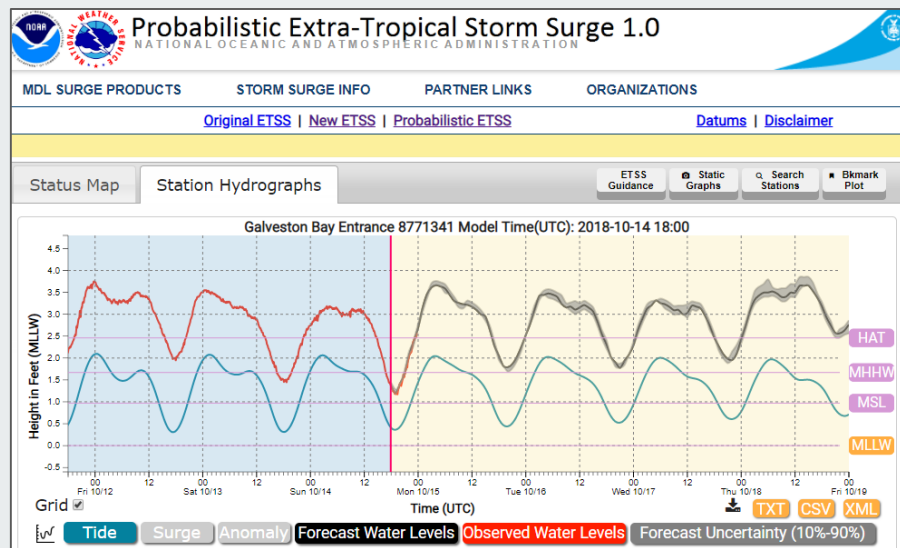 NOAA
NATIONAL WEATHER SERVICE
Probabilistic Extra-Tropical Storm Surge 1.0
NATIONAL OCEANIC AND ATMOSPHERIC ADMINISTRATION
MDL SURGE PRODUCTS STORM SURGE INFO PARTNER LINKS ORGANIZATIONS
Original ETSS | New ETSS | Probabilistic ETSS Datums | Disclaimer
Status Map Station Hydrographs
ETSS Guidance
Static Graphs
Search Stations
Bkmark Plot
Galveston Bay Entrance 8771341 Model Time(UTC): 2018-10-14 18:00
Height in Feet (MLLW)
4.5
4.0
3.5
3.0
2.5
2.0
1.5
1.0
0.5
0.0
-0.5
HAT
MHHW
MSL
MLLW
00 12 00 12 00 12 00 12 00 12 00 12 00 12 00
Fri 10/12 Sat 10/13 Sun 10/14 Mon 10/15 Tue 10/16 Wed 10/17 Thu 10/18 Fri 10/19
Grid Time (UTC) TXT CSV XML
Tide Surge Anomaly Forecast Water Levels Observed Water Levels Forecast Uncertainty (10%-90%)